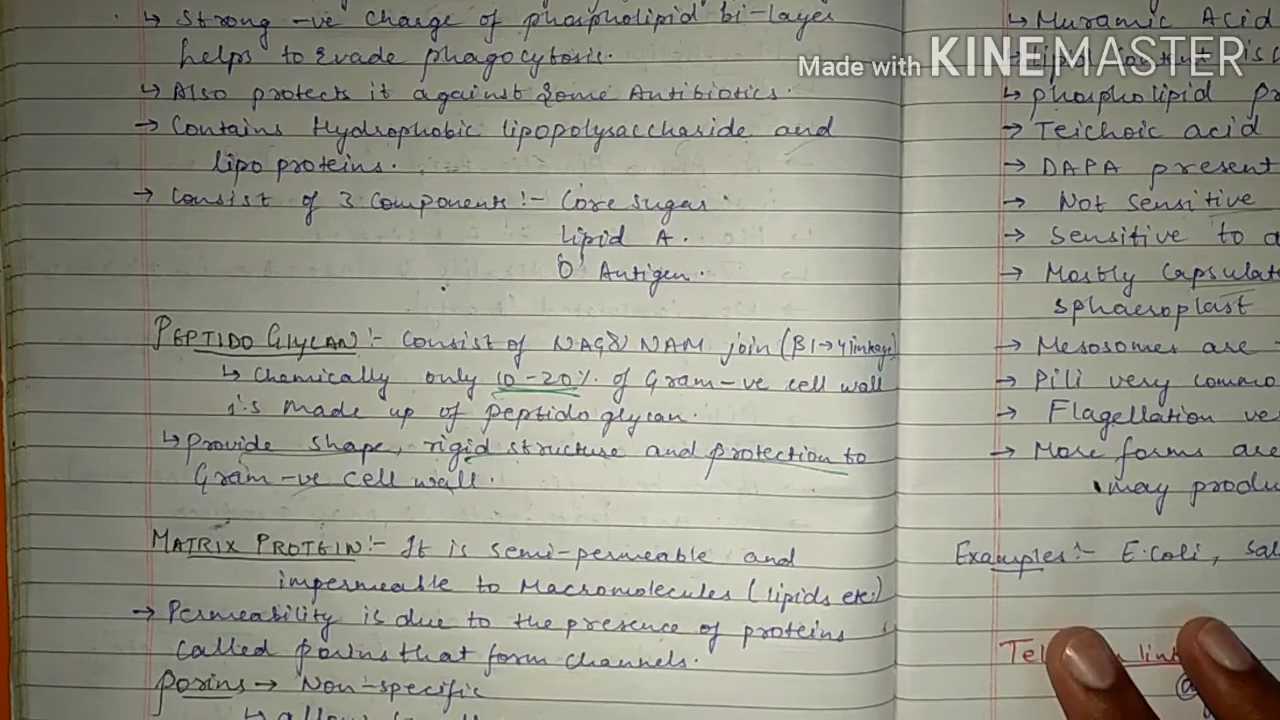 ↳ Strong -ve charge of phospholipid bi-layer
helps to Evade phagocytosis.
↳ Also protects it against Some Antibiotics.
→ Contains Hydrophobic lipopolysaccharide and
lipo proteins.
→ Consist of 3 Components :- Core sugar.
lipid A.
'O' Antigen.
PEPTIDO GLYCAN :- Consist of NAG & NAM join (β1→4 linkage)
↳ Chemically only 10-20% of Gram-ve cell wall
is made up of peptido glycan.
↳ provide shape, rigid structure and protection to
Gram-ve cell wall.
MATRIX PROTEIN :- It is semi-permeable and
impermeable to Macromolecules (lipids etc.)
→ Permeability is due to the presence of proteins
called porins that form channels.
Porins → Non-specific
Made with KINEMASTER
↳ Muramic Acid
↳ phospholipid
→ Teichoic acid
→ DAPA present
→ Not Sensitive
→ Sensitive to
→ Mostly Capsulat
sphaeroplast
→ Mesosomes are
→ Pili very commo
→ Flagellation ve
→ More forms are
may produ
Examples :- E. Coli, Sal